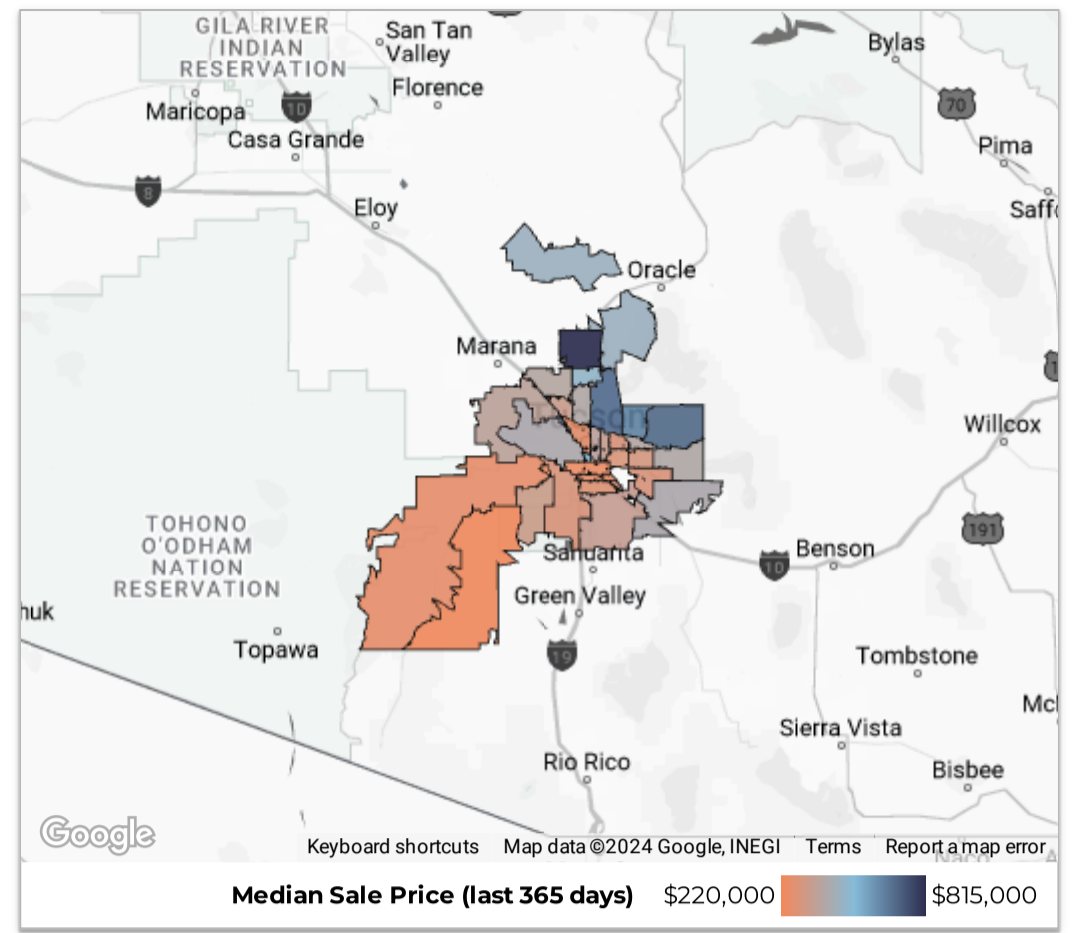 GILA RIVER
INDIAN
RESERVATION
San Tan
Valley
Bylas
Florence
Maricopa
10
70
Casa Grande
Pima
8
Eloy
Oracle
Marana
Tucson
Willcox
TOHONO
O'ODHAM
NATION
RESERVATION
191
Sahuarita
Benson
10
Green Valley
Topawa
19
Tombstone
Sierra Vista
Rio Rico
Bisbee
Google
Keyboard shortcuts Map data ©2024 Google, INEGI Terms Report a map error
Naco
Median Sale Price (last 365 days) $220,000 $815,000